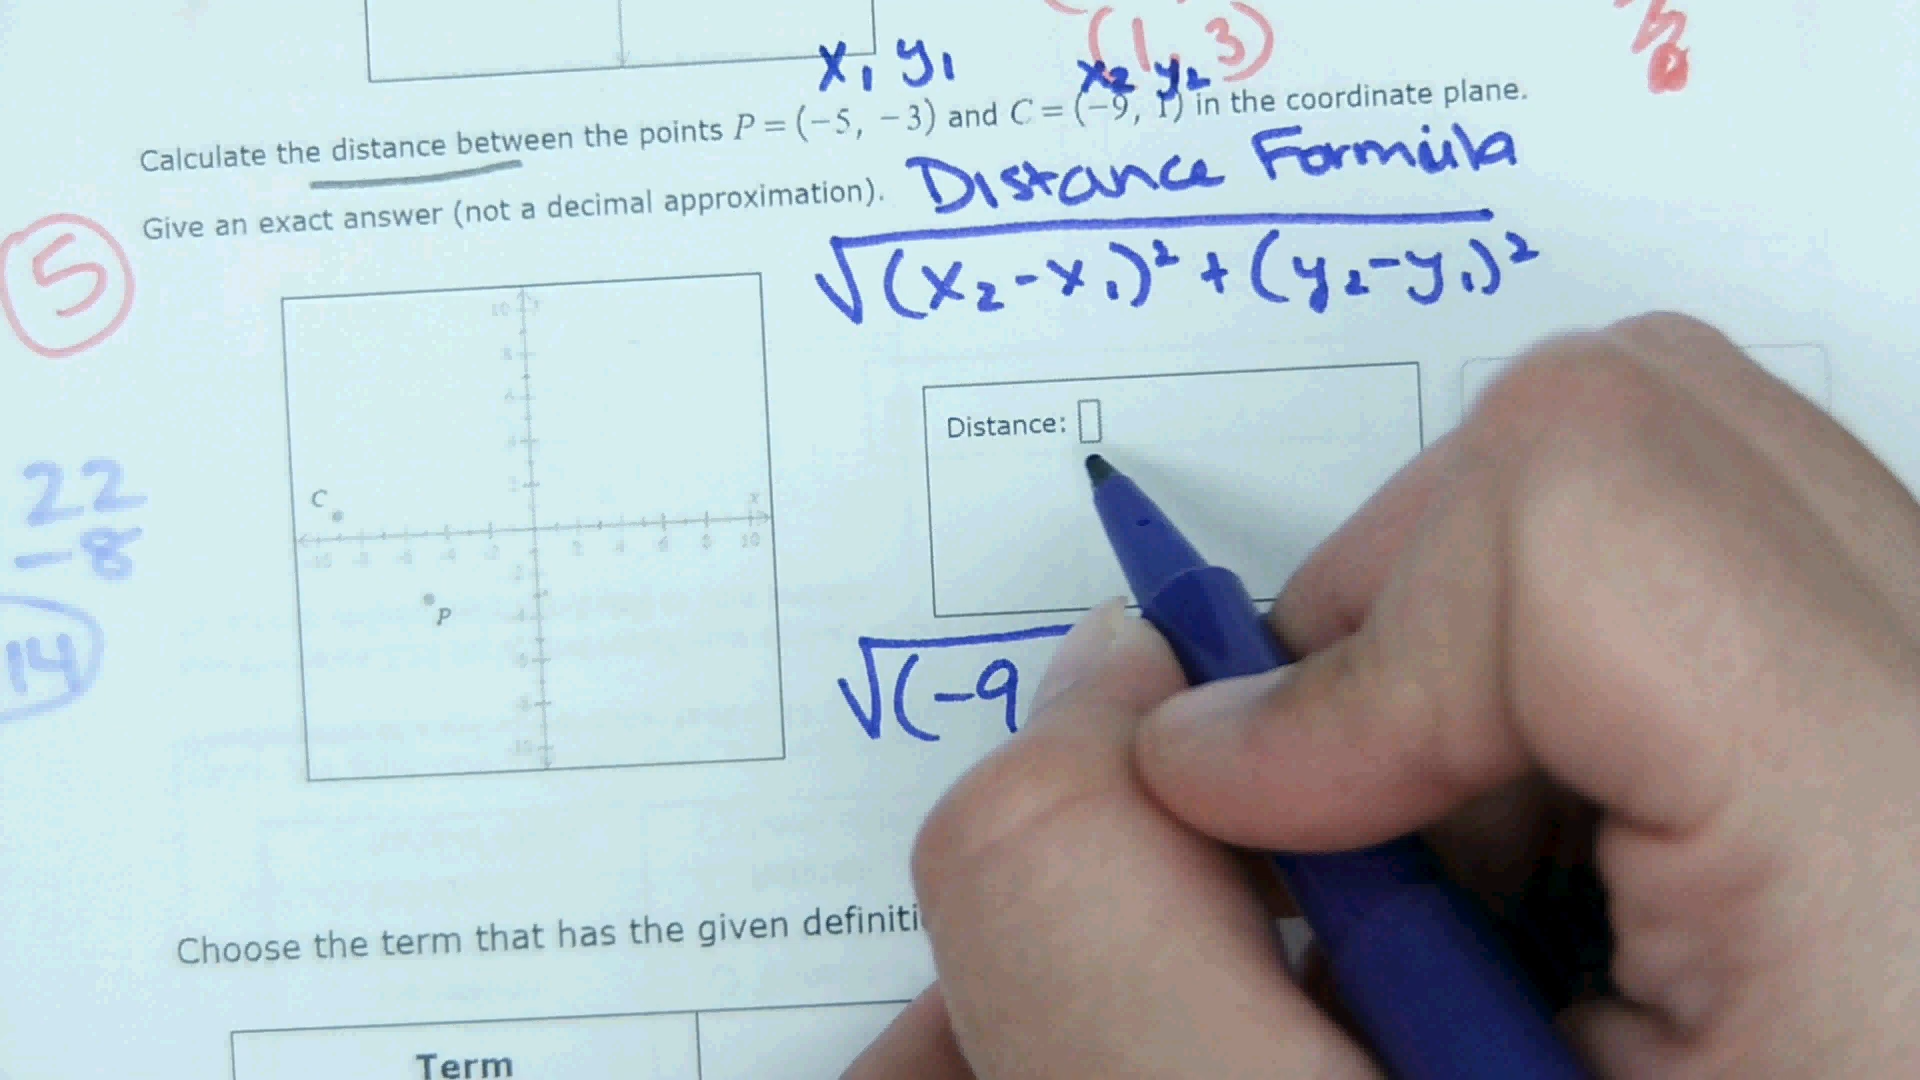 (1, 3)
x1 y1
x2 y2
Calculate the distance between the points P = (−5, −3) and C = (−9, 1) in the coordinate plane.
Distance Formula
Give an exact answer (not a decimal approximation).
5
√(x₂-x₁)² + (y₂-y₁)²
Distance:
22
-8
14
C
P
x
10
√(-9
Choose the term that has the given definiti
Term